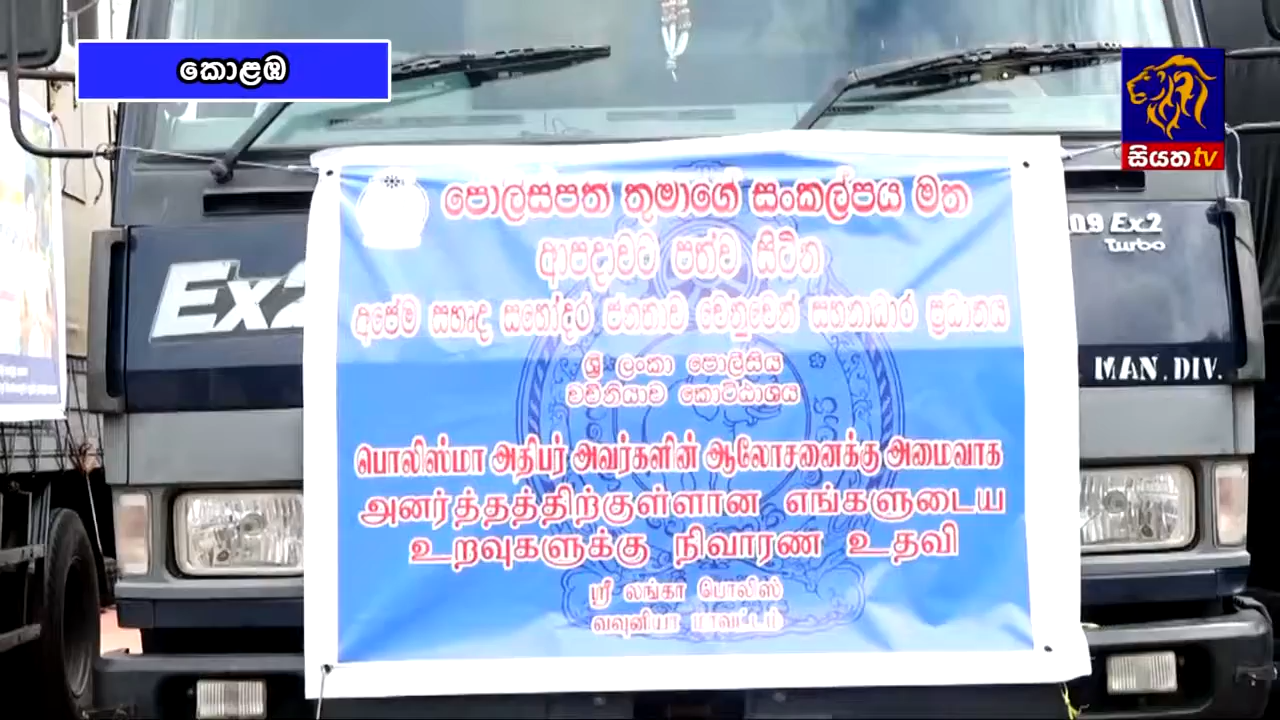 කොළඹ
සියත tv
පොල්ස්පති තුමාගේ සංකල්පය මත
ආපදාවට පත්ව සිටින
අපේම සහෘද සහෝදර ජනතාව වෙනුවෙන් සහනාධාර ප්‍රධානය
ශ්‍රී ලංකා පොලිසිය
වව්නියාව කොට්ඨාශය
பொலிஸ்மா அதிபர் அவர்களின் ஆலோசனைக்கு அமைவாக
அனர்த்தத்திற்குள்ளான எங்களுடைய
உறவுகளுக்கு நிவாரண உதவி
ஸ்ரீ லங்கா பொலிஸ்
வவுனியா மாவட்டம்
Ex2
09 Ex2
Turbo
MAN. DIV.